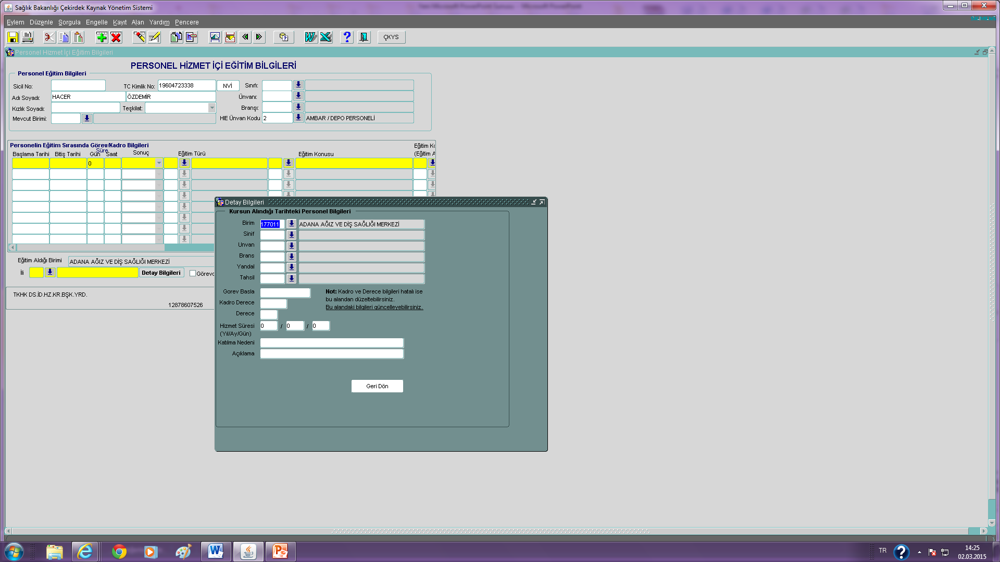 Sağlık Bakanlığı Çekirdek Kaynak Yönetim Sistemi
Eylem Düzenle Sorgula Engelle Kayıt Alan Yardım Pencere
ÇKYS
Personel Hizmet İçi Eğitim Bilgileri
PERSONEL HİZMET İÇİ EĞİTİM BİLGİLERİ
Personel Eğitim Bilgileri
Sicil No: TC Kimlik No: 19604723338 NVİ Sınıfı:
Adı Soyadı: HACER ÖZDEMİR Ünvanı:
Kızlık Soyadı: Teşkilat: Branşı:
Mevcut Birimi: HIE Ünvan Kodu 2 AMBAR / DEPO PERSONELİ
Personelin Eğitim Sırasında Görev/Kadro Bilgileri
Süre
Eğitim
Başlama Tarihi Bitiş Tarihi Gün Saat Sonuç Eğitim Türü Eğitim Konusu (Eğitim
0
Detay Bilgileri
Kursun Alındığı Tarihteki Personel Bilgileri
Birim 177011 ADANA AĞIZ VE DİŞ SAĞLIĞI MERKEZİ
Sinif
Unvan
Brans
Yandal
Tahsil
Gorev Basla
Kadro Derece
Derece
Not: Kadro ve Derece bilgileri hatalı ise
bu alandan düzeltebilirsiniz.
Bu alandaki bilgileri güncelleyebilirsiniz.
Hizmet Süresi 0 / 0 / 0
(Yıl/Ay/Gün)
Katılma Nedeni
Açıklama
Geri Dön
Eğitim Aldığı Birimi ADANA AĞIZ VE DİŞ SAĞLIĞI MERKEZİ
İli Detay Bilgileri
TKHK DS.İD.HZ.KR.BŞK.YRD.
12878607526
TR
14:25
02.03.2015